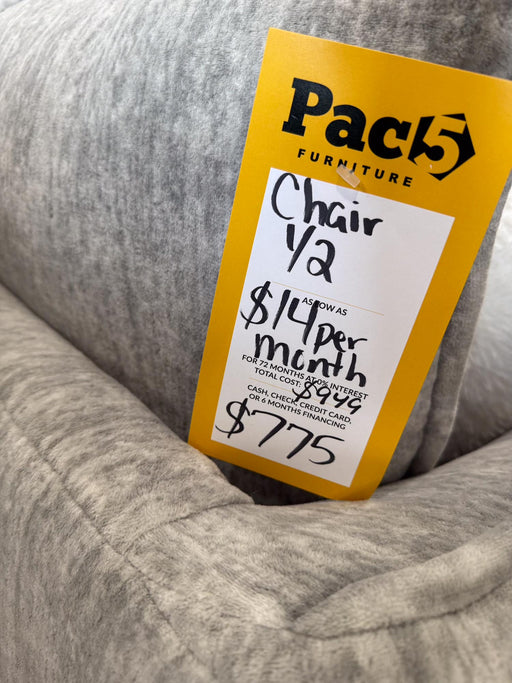 Pac5
FURNITURE
Chair
1/2
AS LOW AS
$14 per
month
FOR 72 MONTHS AT 0% INTEREST
TOTAL COST: $949
CASH, CHECK, CREDIT CARD,
OR 6 MONTHS FINANCING
$775